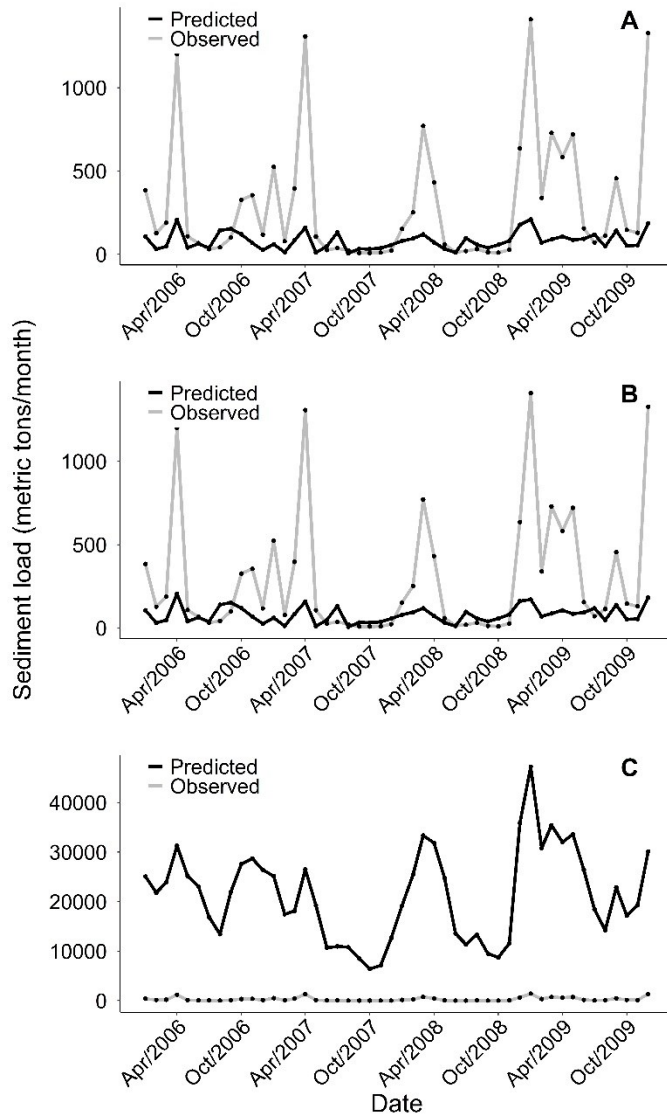 Sediment load (metric tons/month)
Predicted
Observed
A
1000
500
0
Apr/2006
Oct/2006
Apr/2007
Oct/2007
Apr/2008
Oct/2008
Apr/2009
Oct/2009
Predicted
Observed
B
1000
500
0
Apr/2006
Oct/2006
Apr/2007
Oct/2007
Apr/2008
Oct/2008
Apr/2009
Oct/2009
Predicted
Observed
C
40000
30000
20000
10000
0
Apr/2006
Oct/2006
Apr/2007
Oct/2007
Apr/2008
Oct/2008
Apr/2009
Oct/2009
Date